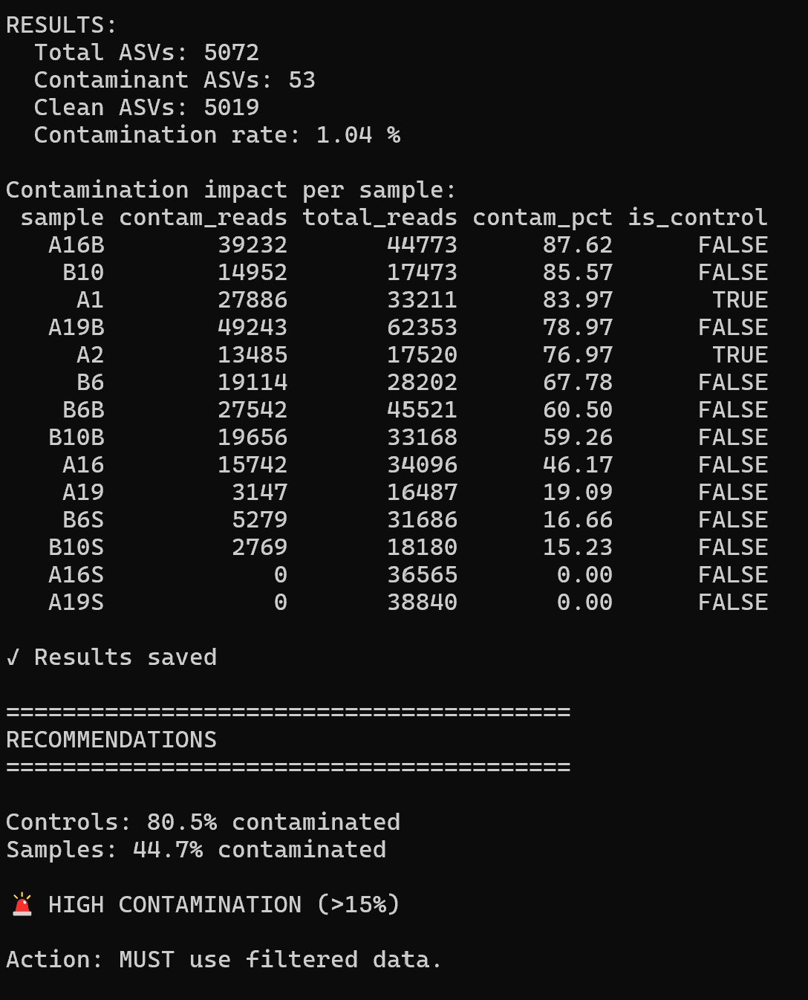 RESULTS:
  Total ASVs: 5072
  Contaminant ASVs: 53
  Clean ASVs: 5019
  Contamination rate: 1.04 %

Contamination impact per sample:
 sample contam_reads total_reads contam_pct is_control
   A16B        39232       44773      87.62      FALSE
    B10        14952       17473      85.57      FALSE
     A1        27886       33211      83.97       TRUE
   A19B        49243       62353      78.97      FALSE
     A2        13485       17520      76.97       TRUE
     B6        19114       28202      67.78      FALSE
    B6B        27542       45521      60.50      FALSE
   B10B        19656       33168      59.26      FALSE
    A16        15742       34096      46.17      FALSE
    A19         3147       16487      19.09      FALSE
    B6S         5279       31686      16.66      FALSE
   B10S         2769       18180      15.23      FALSE
   A16S            0       36565       0.00      FALSE
   A19S            0       38840       0.00      FALSE

✓ Results saved

========================================
RECOMMENDATIONS
========================================

Controls: 80.5% contaminated
Samples: 44.7% contaminated

🚨 HIGH CONTAMINATION (>15%)

Action: MUST use filtered data.